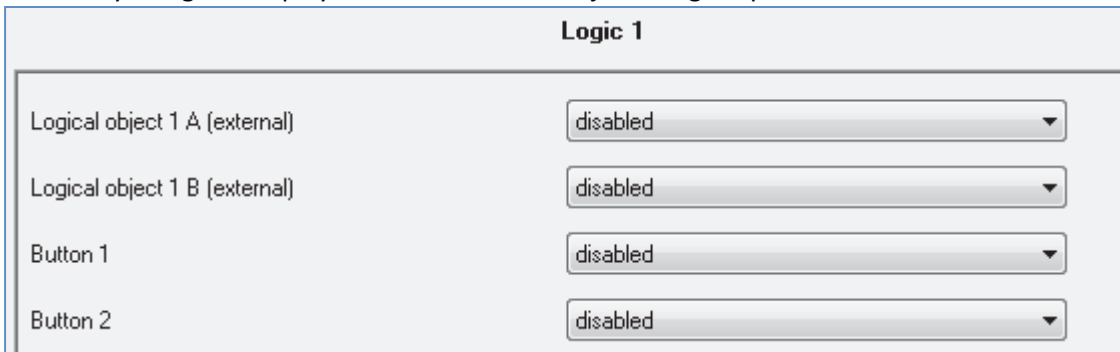 Logic 1
Logical object 1 A (external) disabled
Logical object 1 B (external) disabled
Button 1 disabled
Button 2 disabled